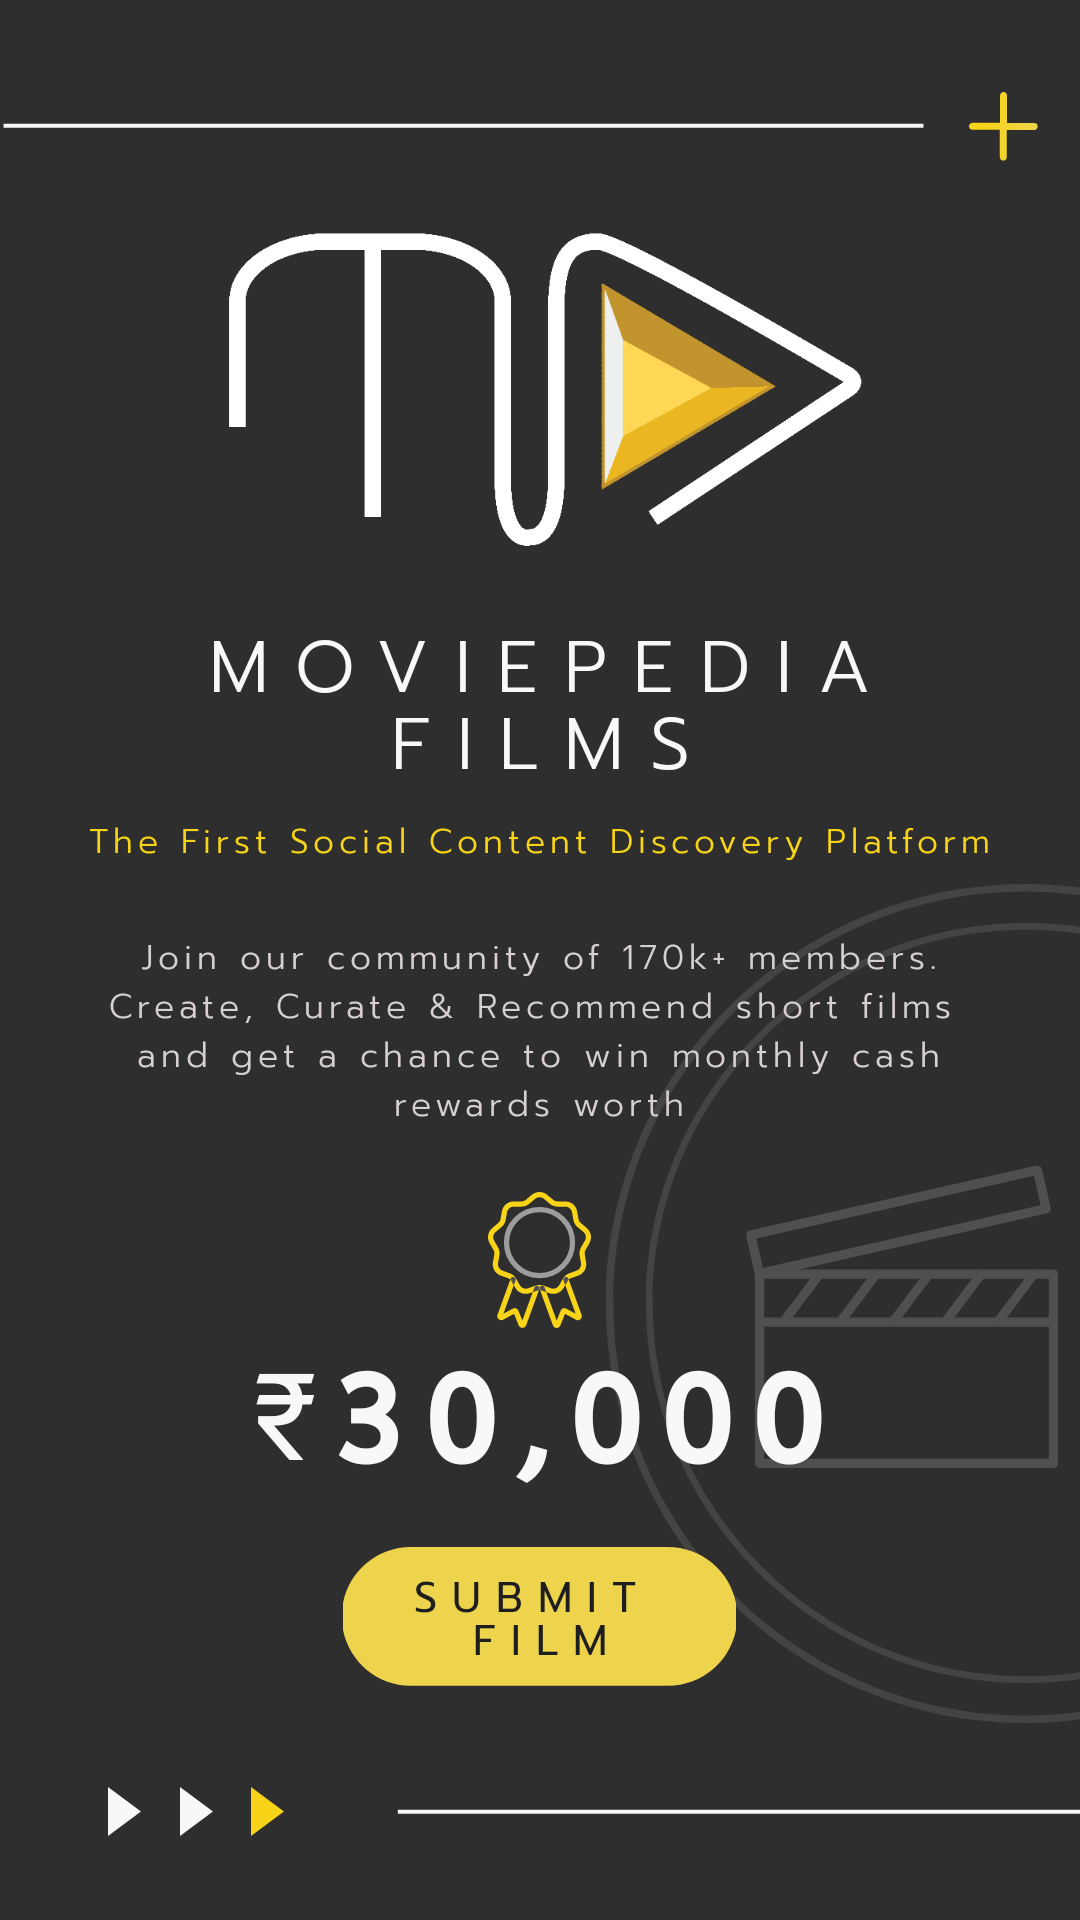 MOVIEPEDIA
FILMS
The First Social Content Discovery Platform
Join our community of 170k+ members.
Create, Curate & Recommend short films
and get a chance to win monthly cash
rewards worth
₹30,000
SUBMIT
FILM